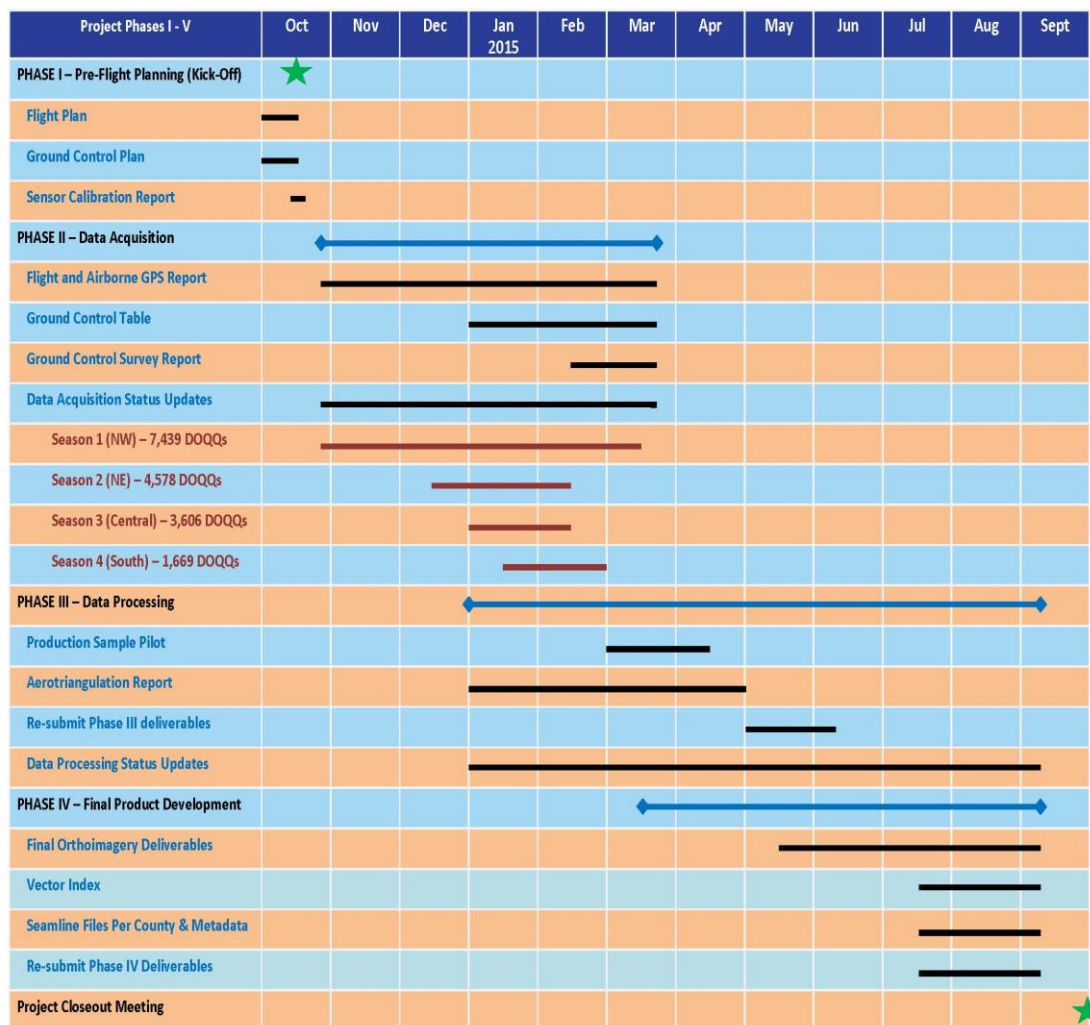 Project Phases I - V Oct Nov Dec Jan Feb Mar Apr May Jun Jul Aug Sept
2015
PHASE I – Pre-Flight Planning (Kick-Off)
Flight Plan
Ground Control Plan
Sensor Calibration Report
PHASE II – Data Acquisition
Flight and Airborne GPS Report
Ground Control Table
Ground Control Survey Report
Data Acquisition Status Updates
Season 1 (NW) – 7,439 DOQQs
Season 2 (NE) – 4,578 DOQQs
Season 3 (Central) – 3,606 DOQQs
Season 4 (South) – 1,669 DOQQs
PHASE III – Data Processing
Production Sample Pilot
Aerotriangulation Report
Re-submit Phase III deliverables
Data Processing Status Updates
PHASE IV – Final Product Development
Final Orthoimagery Deliverables
Vector Index
Seamline Files Per County & Metadata
Re-submit Phase IV Deliverables
Project Closeout Meeting